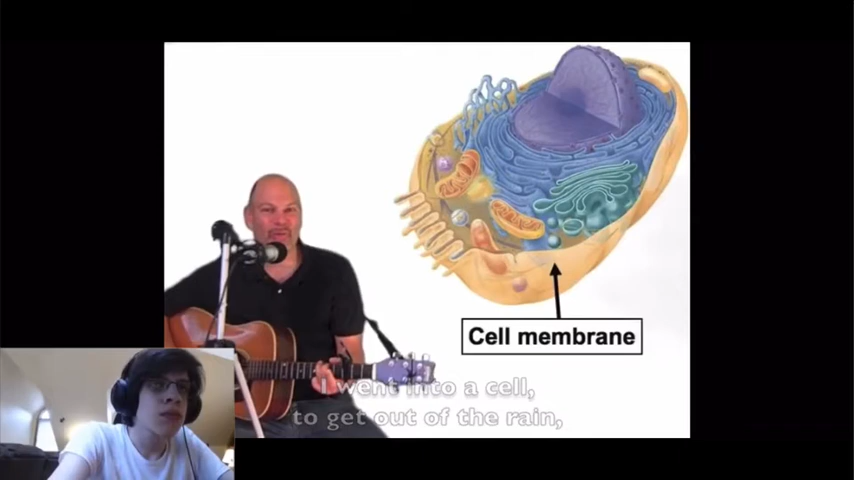 Cell membrane
I went into a cell,
to get out of the rain,